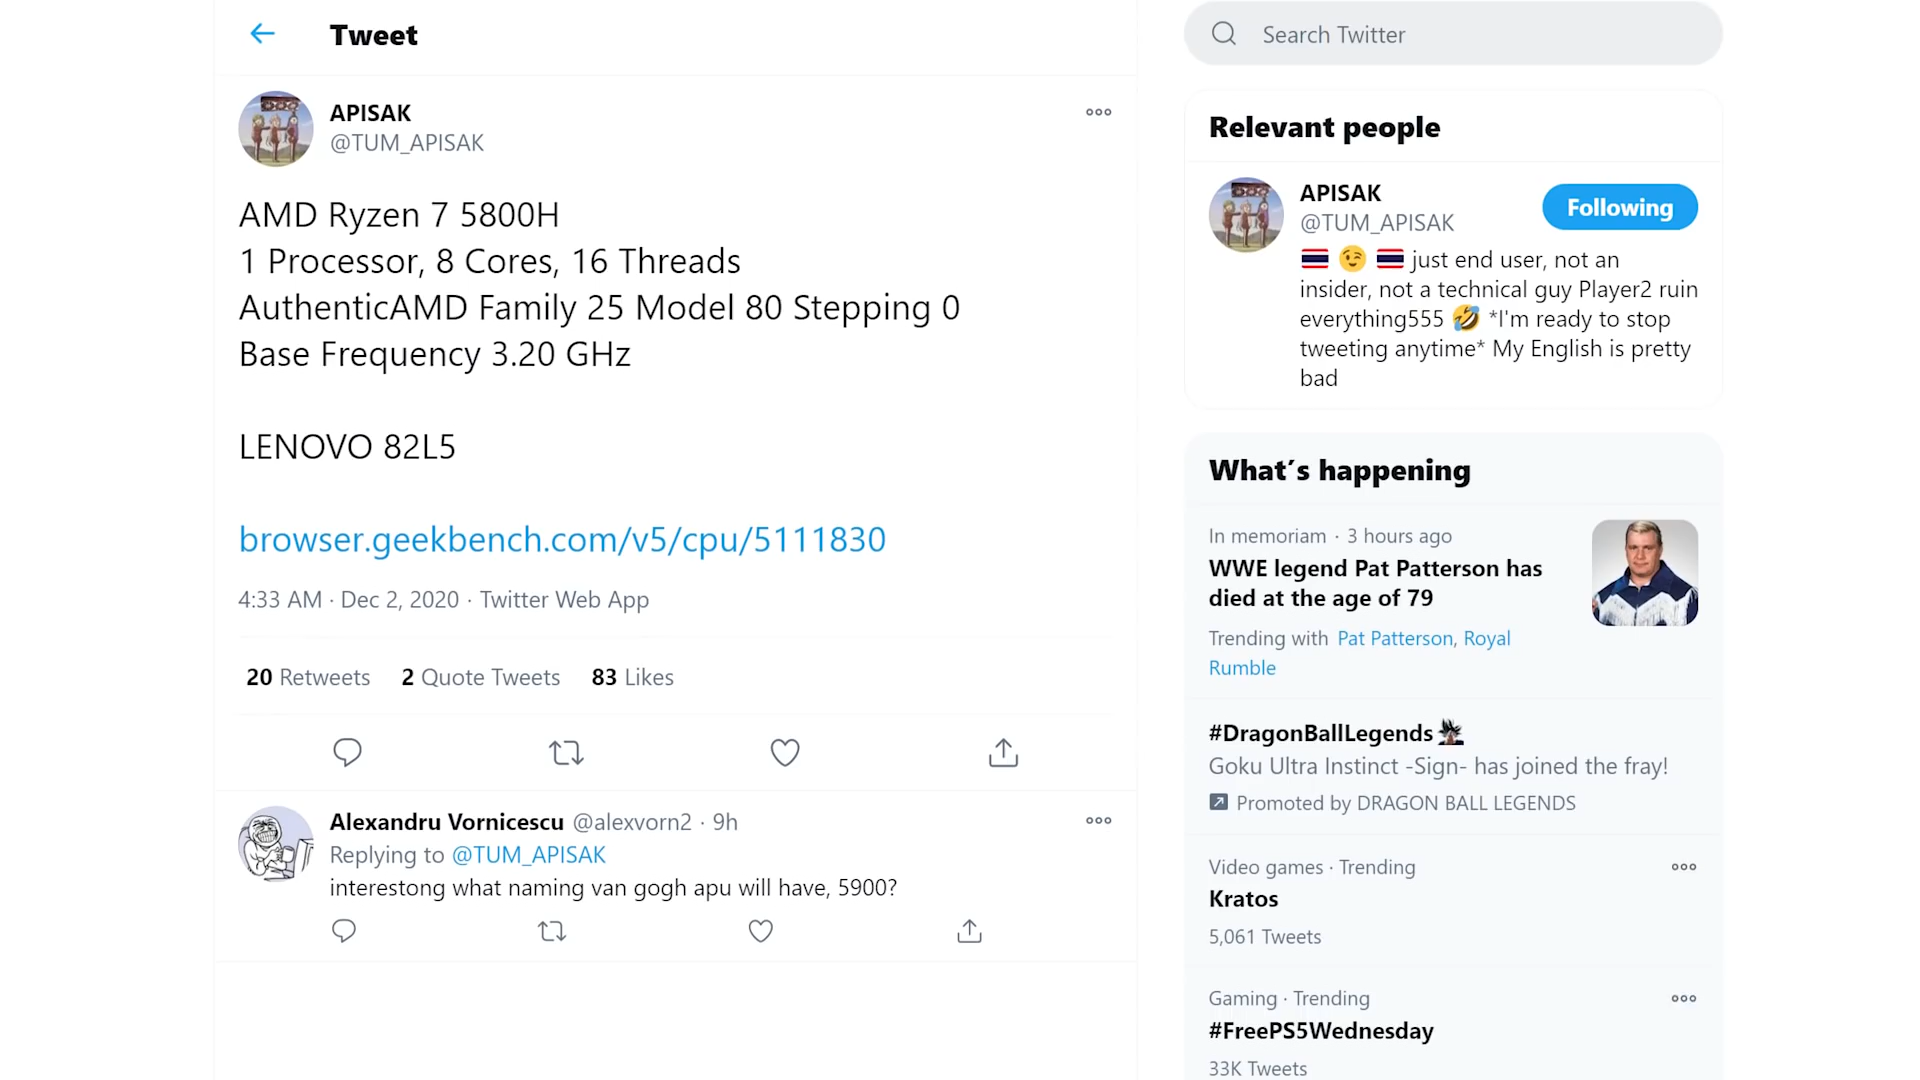 Tweet
APISAK
@TUM_APISAK
AMD Ryzen 7 5800H
1 Processor, 8 Cores, 16 Threads
AuthenticAMD Family 25 Model 80 Stepping 0
Base Frequency 3.20 GHz
LENOVO 82L5
browser.geekbench.com/v5/cpu/5111830
4:33 AM · Dec 2, 2020 · Twitter Web App
20 Retweets 2 Quote Tweets 83 Likes
Alexandru Vornicescu @alexvorn2 · 9h
Replying to @TUM_APISAK
interestong what naming van gogh apu will have, 5900?
Search Twitter
Relevant people
APISAK
@TUM_APISAK
Following
🇹🇭 😉 🇹🇭 just end user, not an
insider, not a technical guy Player2 ruin
everything555 🤣 *I'm ready to stop
tweeting anytime* My English is pretty
bad
What's happening
In memoriam · 3 hours ago
WWE legend Pat Patterson has
died at the age of 79
Trending with Pat Patterson, Royal
Rumble
#DragonBallLegends
Goku Ultra Instinct -Sign- has joined the fray!
Promoted by DRAGON BALL LEGENDS
Video games · Trending
Kratos
5,061 Tweets
Gaming · Trending
#FreePS5Wednesday
33K Tweets